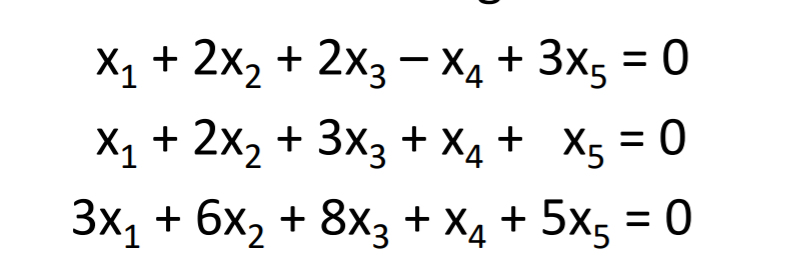 x₁ + 2x₂ + 2x₃ – x₄ + 3x₅ = 0
x₁ + 2x₂ + 3x₃ + x₄ + x₅ = 0
3x₁ + 6x₂ + 8x₃ + x₄ + 5x₅ = 0